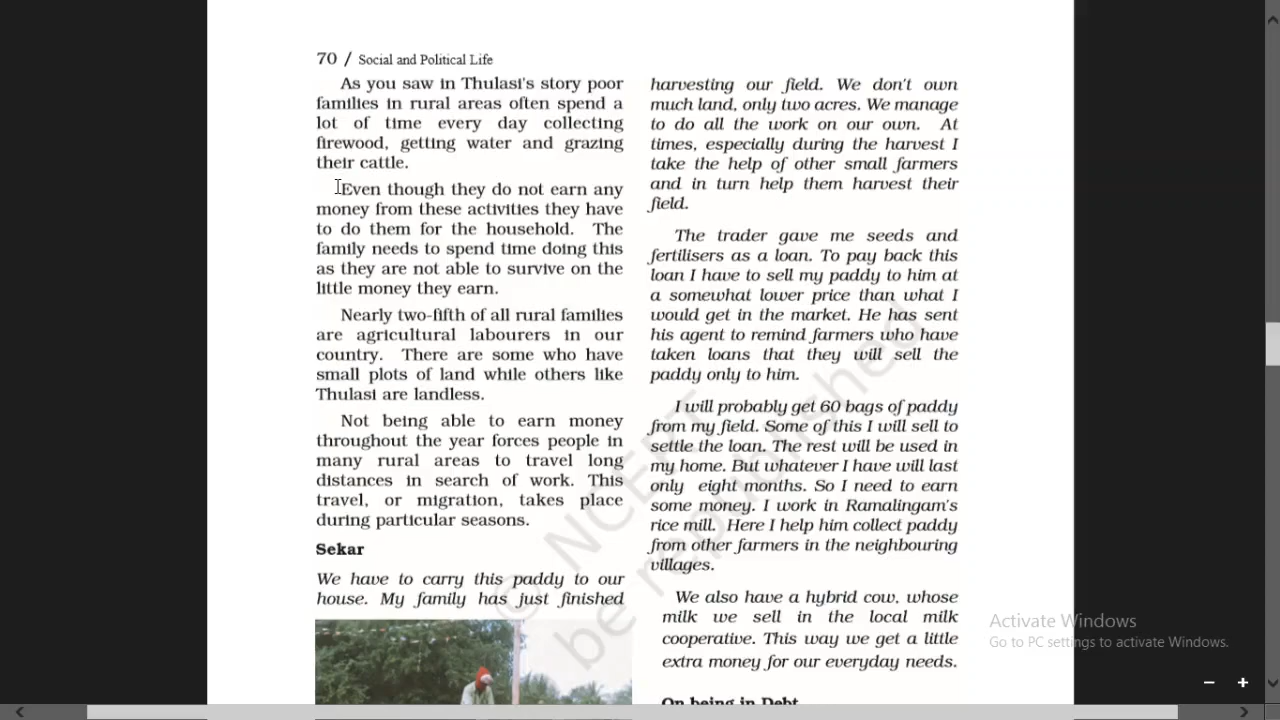 70 / Social and Political Life
As you saw in Thulasi's story poor
families in rural areas often spend a
lot of time every day collecting
firewood, getting water and grazing
their cattle.
Even though they do not earn any
money from these activities they have
to do them for the household. The
family needs to spend time doing this
as they are not able to survive on the
little money they earn.
Nearly two-fifth of all rural families
are agricultural labourers in our
country. There are some who have
small plots of land while others like
Thulasi are landless.
Not being able to earn money
throughout the year forces people in
many rural areas to travel long
distances in search of work. This
travel, or migration, takes place
during particular seasons.
Sekar
We have to carry this paddy to our
house. My family has just finished
harvesting our field. We don't own
much land, only two acres. We manage
to do all the work on our own. At
times, especially during the harvest I
take the help of other small farmers
and in turn help them harvest their
field.
The trader gave me seeds and
fertilisers as a loan. To pay back this
loan I have to sell my paddy to him at
a somewhat lower price than what I
would get in the market. He has sent
his agent to remind farmers who have
taken loans that they will sell the
paddy only to him.
I will probably get 60 bags of paddy
from my field. Some of this I will sell to
settle the loan. The rest will be used in
my home. But whatever I have will last
only eight months. So I need to earn
some money. I work in Ramalingam's
rice mill. Here I help him collect paddy
from other farmers in the neighbouring
villages.
We also have a hybrid cow, whose
milk we sell in the local milk
cooperative. This way we get a little
extra money for our everyday needs.
On being in Debt
© NCERT
be republished
Activate Windows
Go to PC settings to activate Windows.